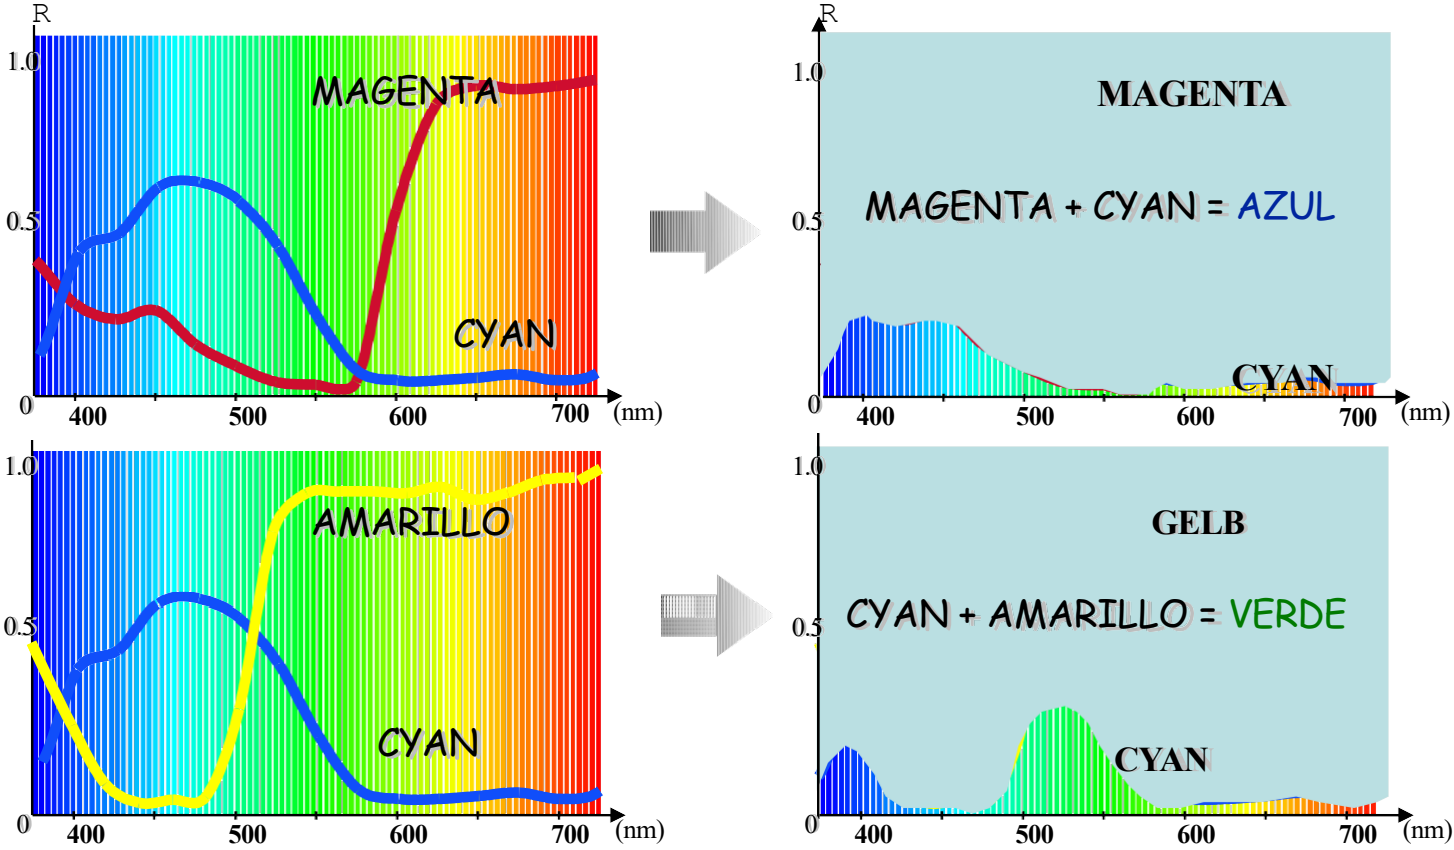 R
1.0
MAGENTA
0.5
CYAN
0
400 500 600 700 (nm)
R
1.0
MAGENTA
MAGENTA + CYAN = AZUL
0.5
CYAN
0
400 500 600 700 (nm)
1.0
AMARILLO
0.5
CYAN
0
400 500 600 700 (nm)
1.0
GELB
CYAN + AMARILLO = VERDE
0.5
CYAN
0
400 500 600 700 (nm)